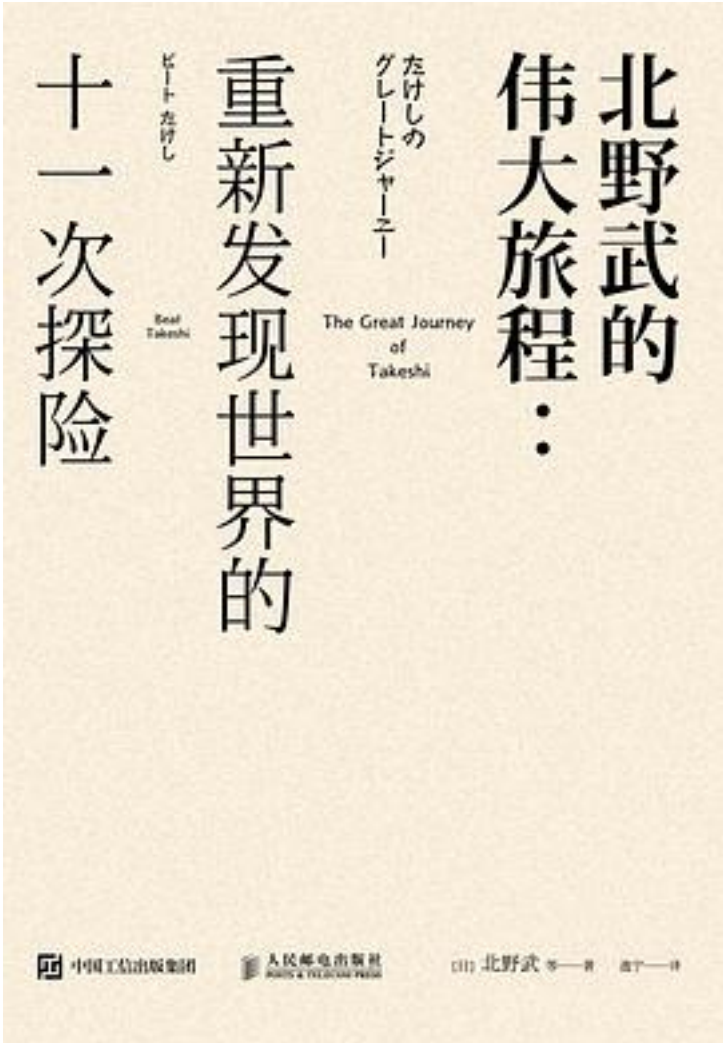 北野武的
伟大旅程：
たけしの
グレートジャーニー
The Great Journey
of
Takeshi
重新发现世界的
ビート たけし
Beat
Takeshi
十一次探险
中国工信出版集团
人民邮电出版社
POSTS & TELECOM PRESS
[日] 北野武 等——著
宁——译